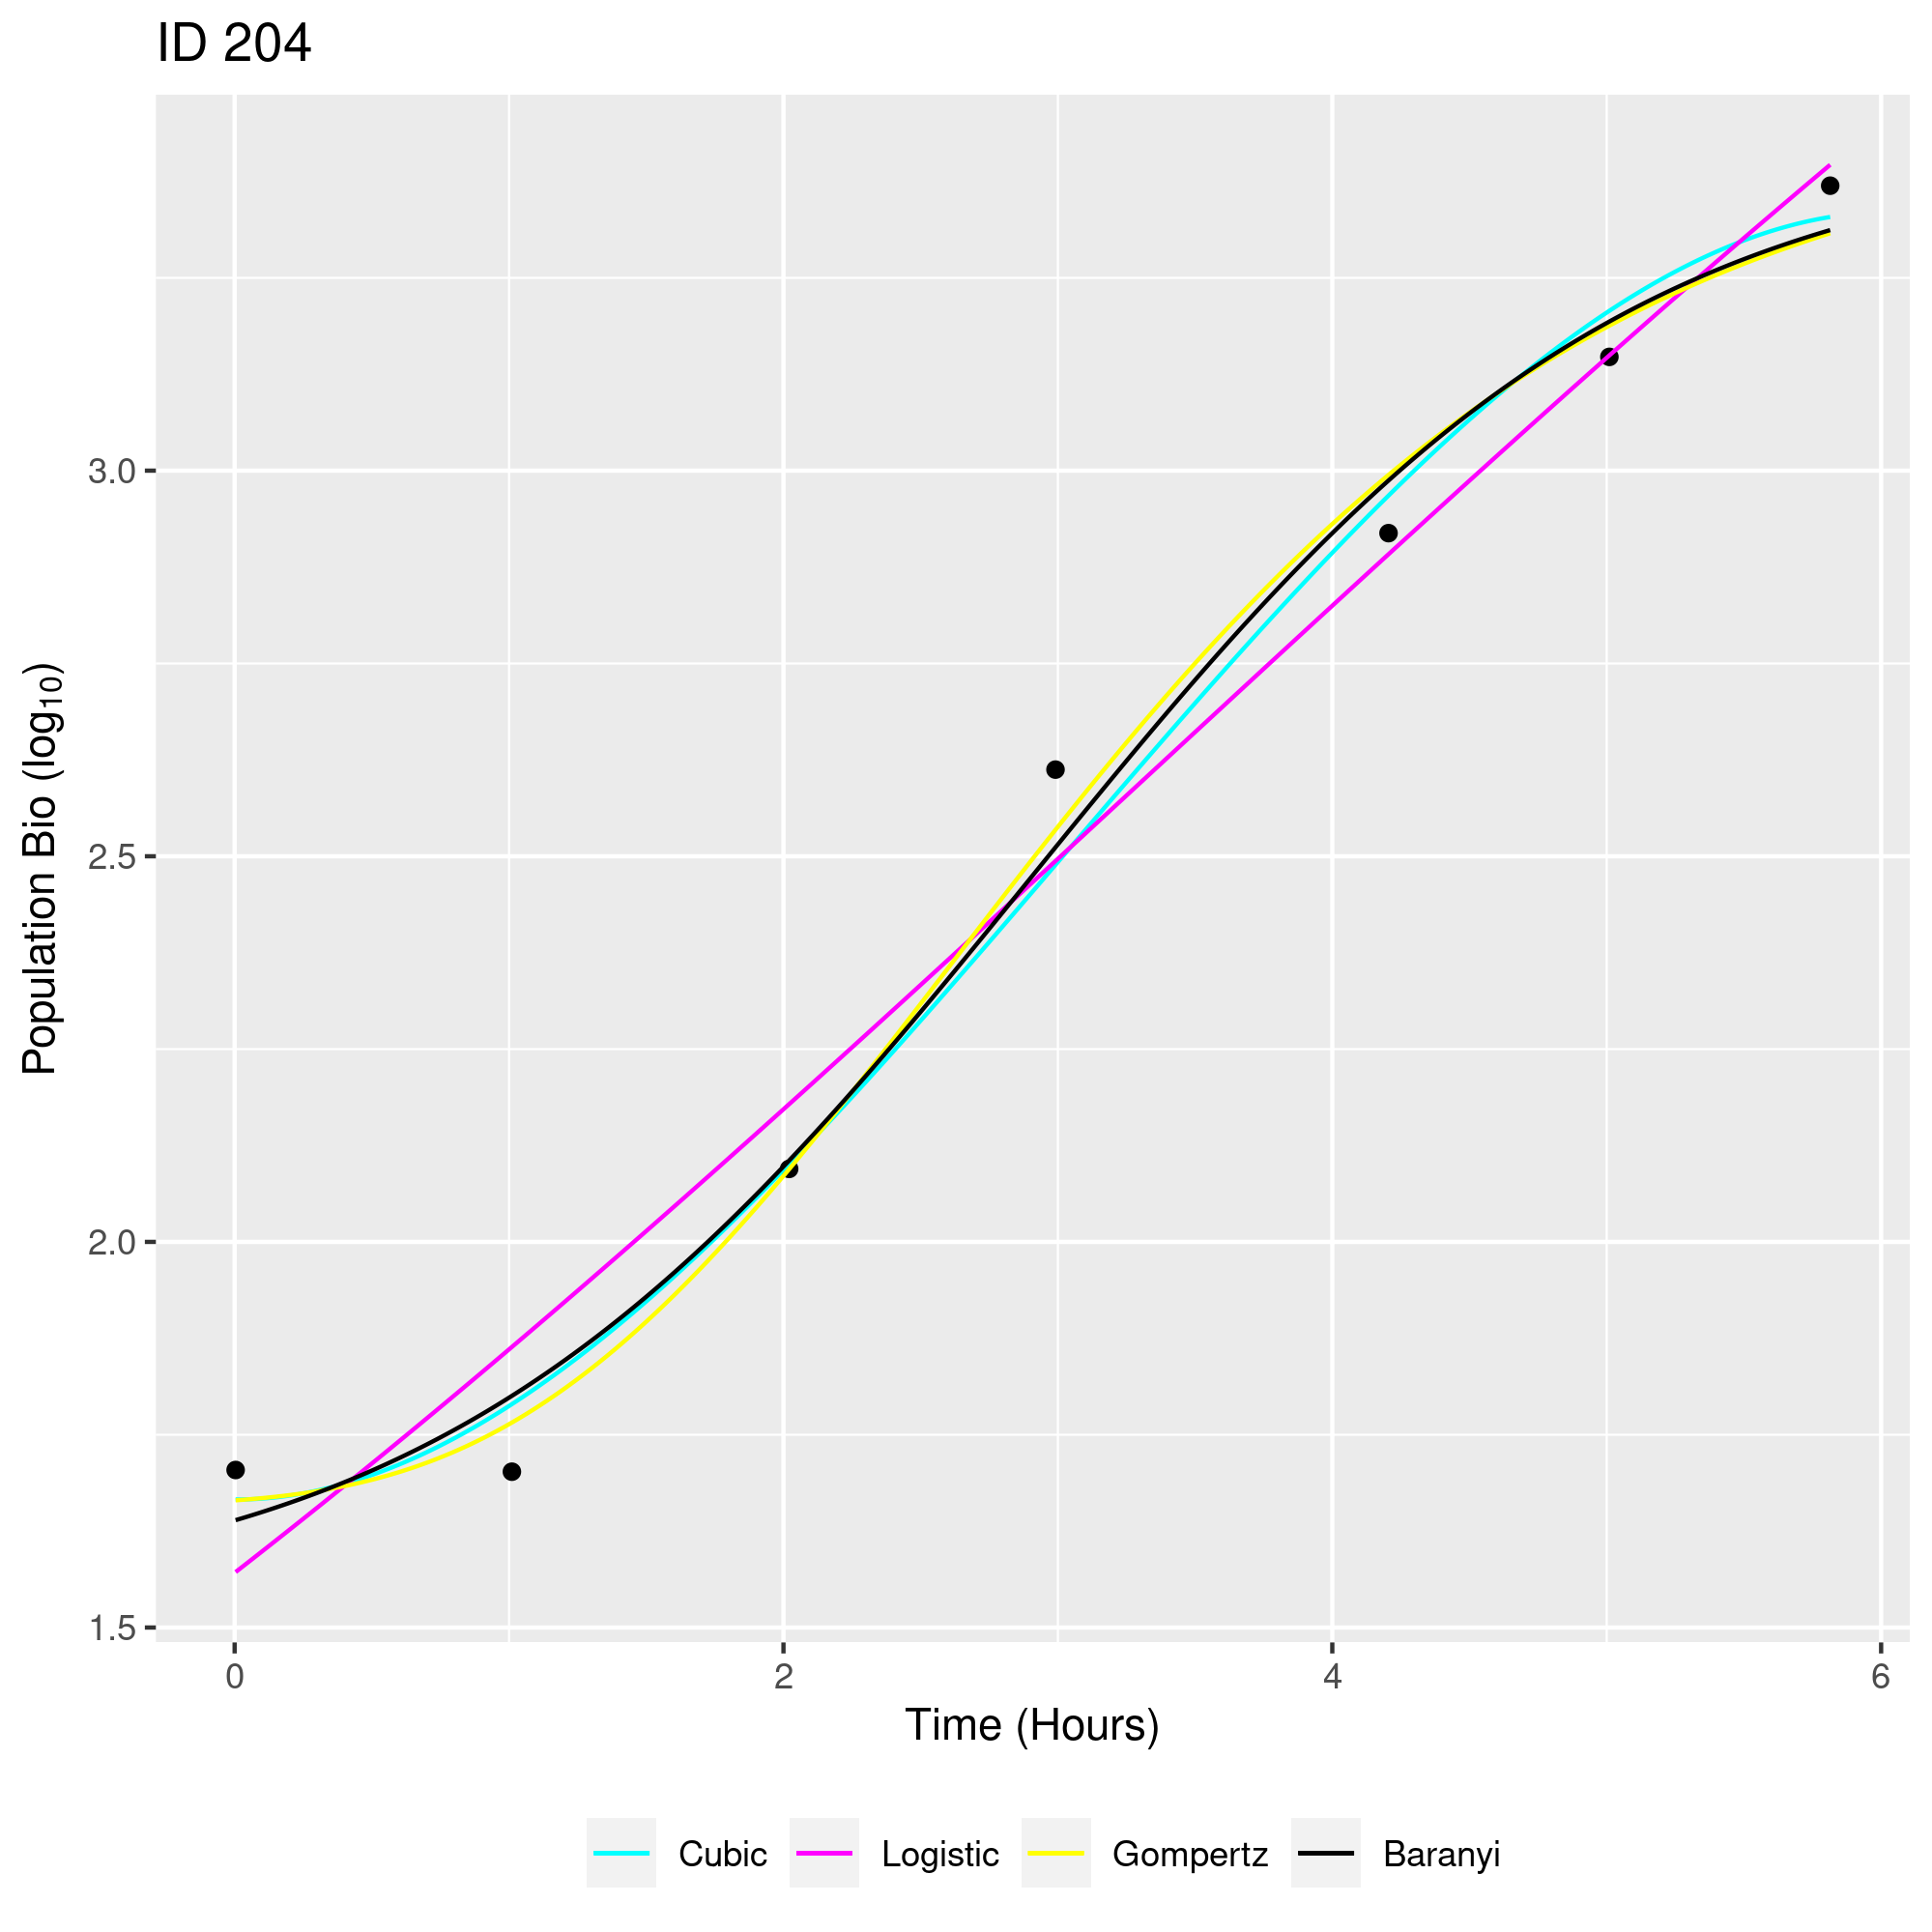 ID 204
Population Bio (log₁₀)
3.0
2.5
2.0
1.5
0 2 4 6
Time (Hours)
Cubic Logistic Gompertz Baranyi